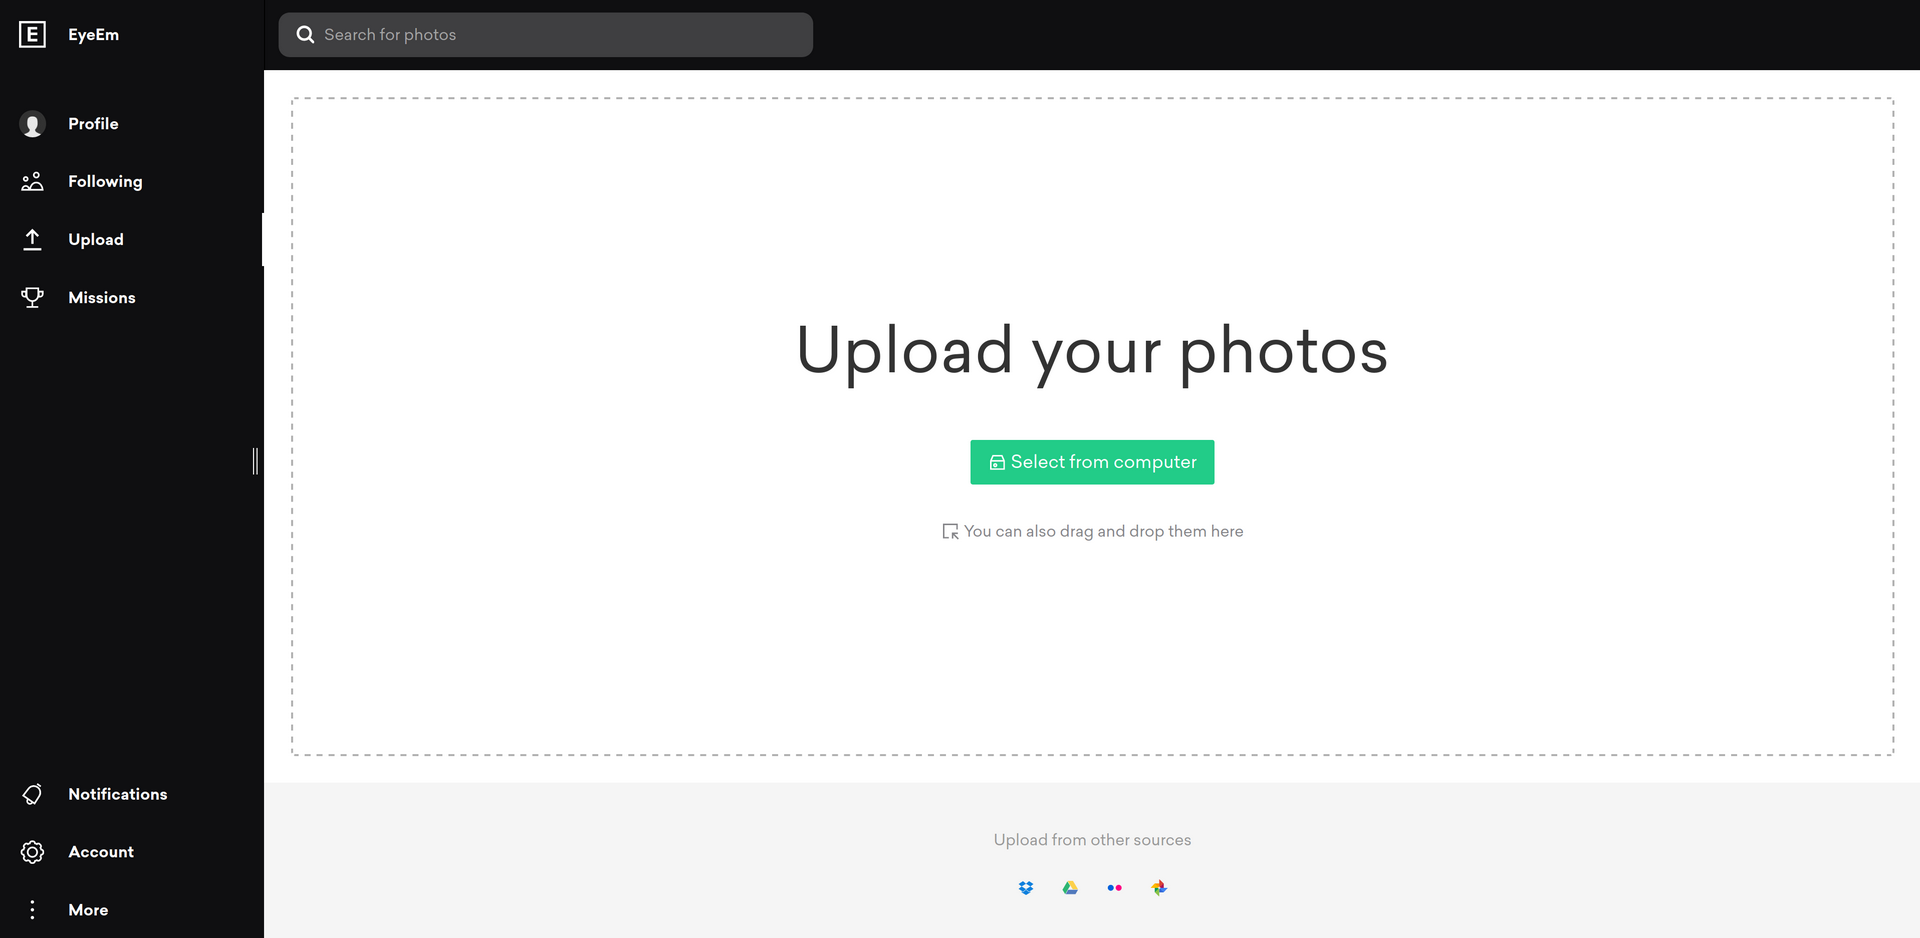 E EyeEm
Search for photos
Profile
Following
Upload
Missions
Upload your photos
Select from computer
You can also drag and drop them here
Notifications
Account
More
Upload from other sources